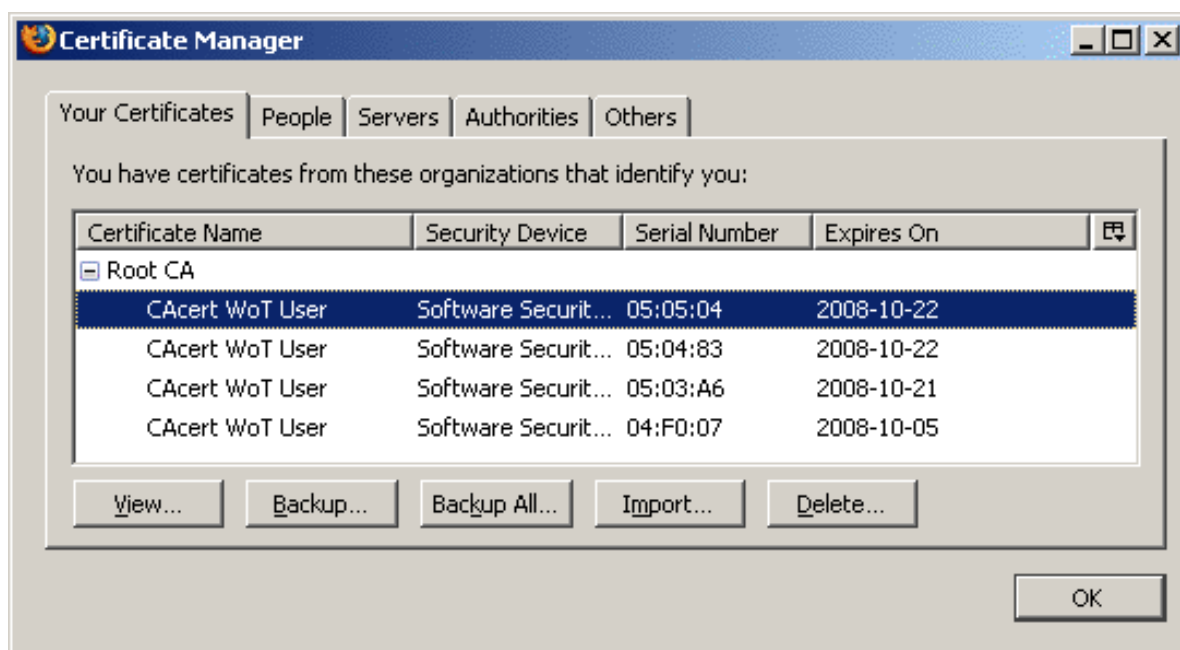 Certificate Manager
Your Certificates People Servers Authorities Others
You have certificates from these organizations that identify you:
Certificate Name Security Device Serial Number Expires On
Root CA
CAcert WoT User Software Securit... 05:05:04 2008-10-22
CAcert WoT User Software Securit... 05:04:83 2008-10-22
CAcert WoT User Software Securit... 05:03:A6 2008-10-21
CAcert WoT User Software Securit... 04:F0:07 2008-10-05
View... Backup... Backup All... Import... Delete...
OK